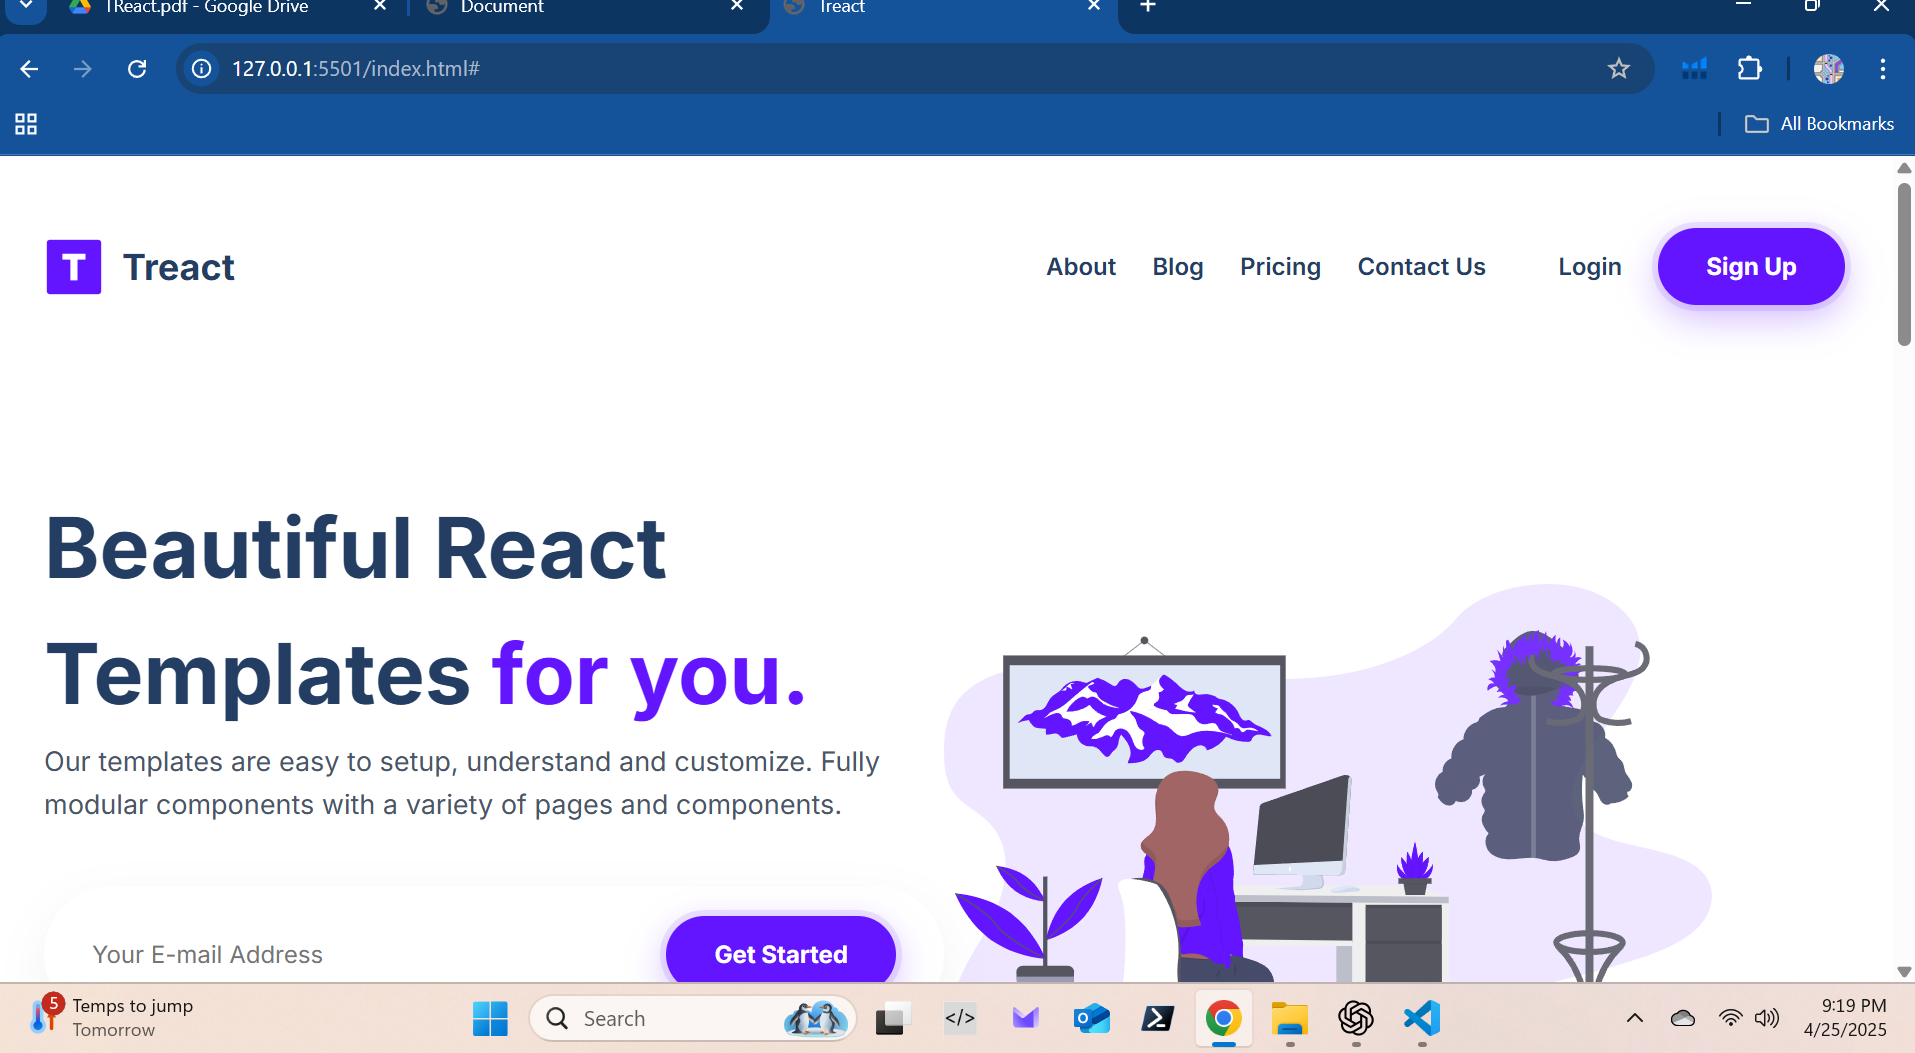 TReact.pdf - Google Drive
Document
Treact
127.0.0.1:5501/index.html#
All Bookmarks
T Treact
About Blog Pricing Contact Us Login Sign Up
Beautiful React
Templates for you.
Our templates are easy to setup, understand and customize. Fully
modular components with a variety of pages and components.
Your E-mail Address
Get Started
5
Temps to jump
Tomorrow
Search
9:19 PM
4/25/2025